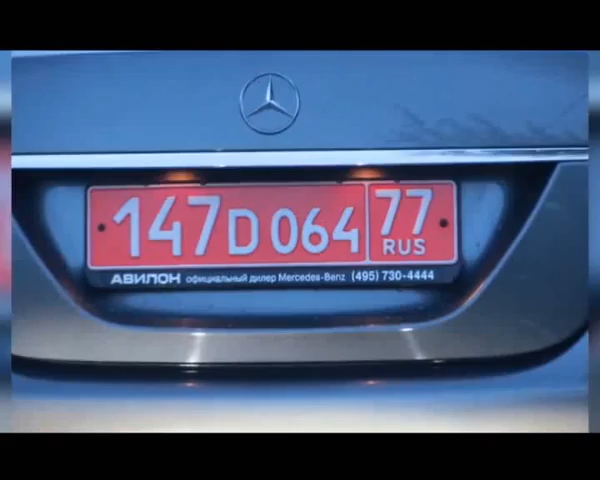 147D064 77
RUS
АВИЛОН официальный дилер Mercedes-Benz (495) 730-4444